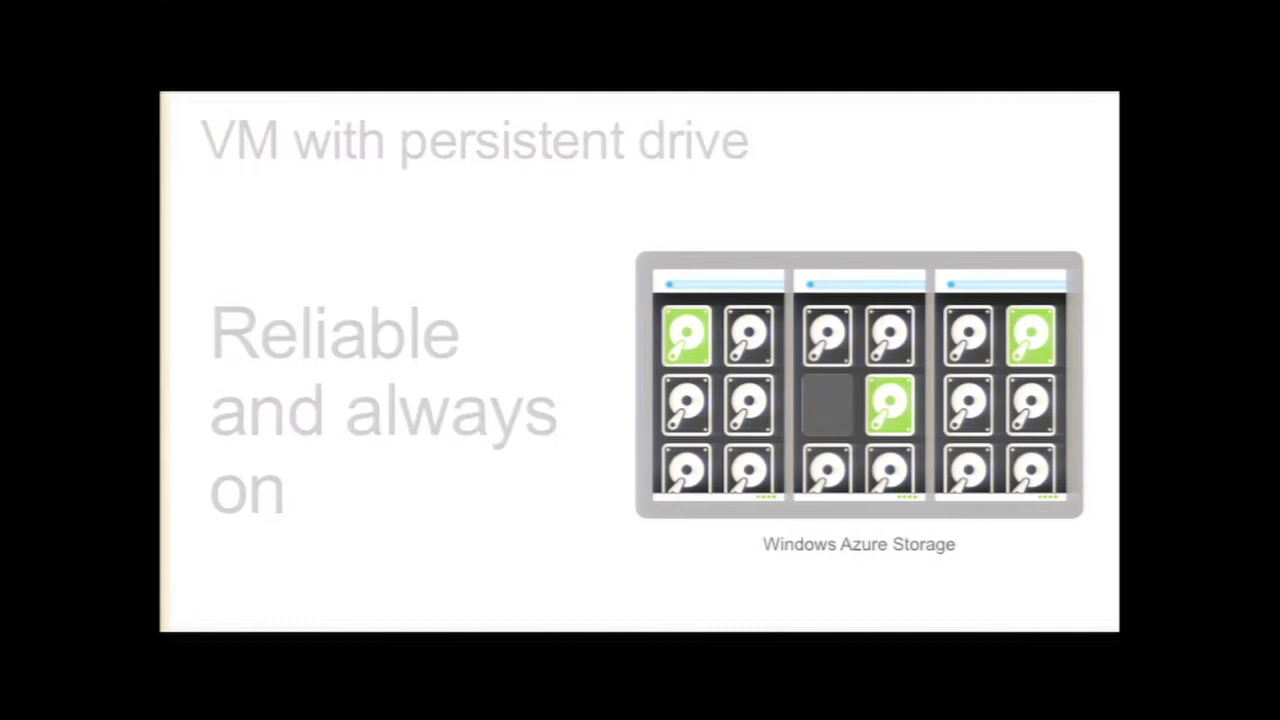 VM with persistent drive
Reliable
and always
on
Windows Azure Storage